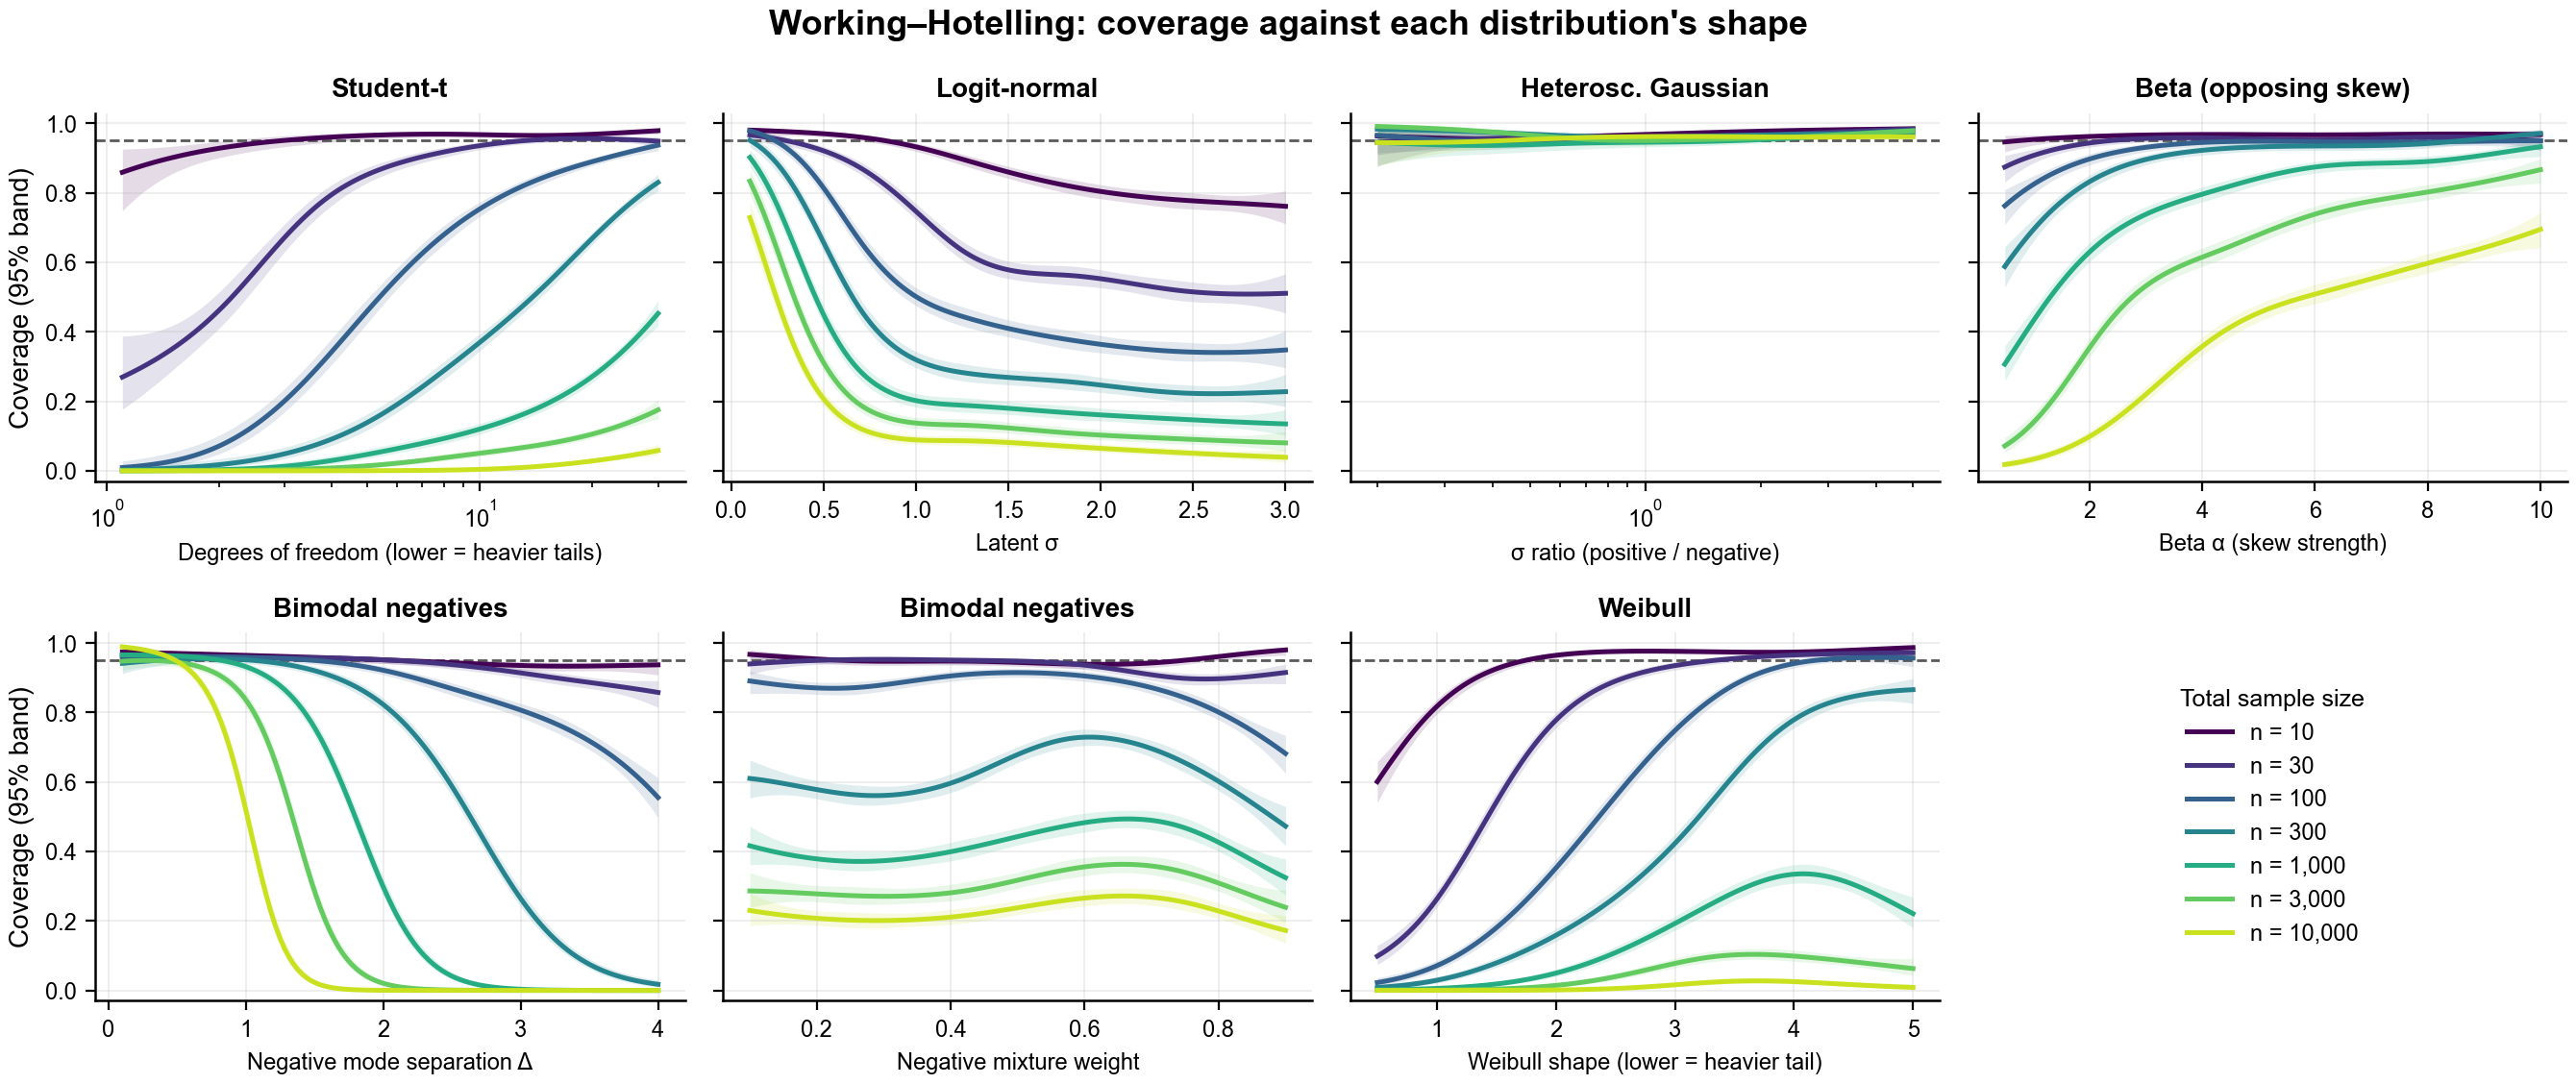 Working–Hotelling: coverage against each distribution's shape
Student-t
Logit-normal
Heterosc. Gaussian
Beta (opposing skew)
Coverage (95% band)
1.0
0.8
0.6
0.4
0.2
0.0
10^0
10^1
Degrees of freedom (lower = heavier tails)
0.0
0.5
1.0
1.5
2.0
2.5
3.0
Latent σ
10^0
σ ratio (positive / negative)
2
4
6
8
10
Beta α (skew strength)
Bimodal negatives
Bimodal negatives
Weibull
Coverage (95% band)
1.0
0.8
0.6
0.4
0.2
0.0
0
1
2
3
4
Negative mode separation Δ
0.2
0.4
0.6
0.8
Negative mixture weight
1
2
3
4
5
Weibull shape (lower = heavier tail)
Total sample size
n = 10
n = 30
n = 100
n = 300
n = 1,000
n = 3,000
n = 10,000